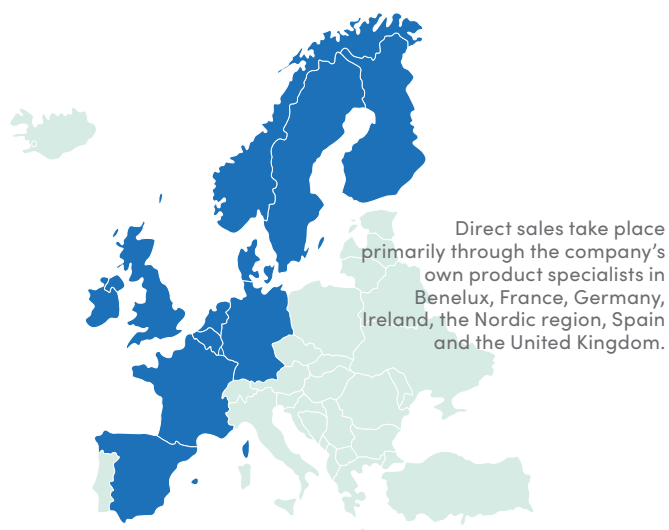 Direct sales take place
primarily through the company's
own product specialists in
Benelux, France, Germany,
Ireland, the Nordic region, Spain
and the United Kingdom.